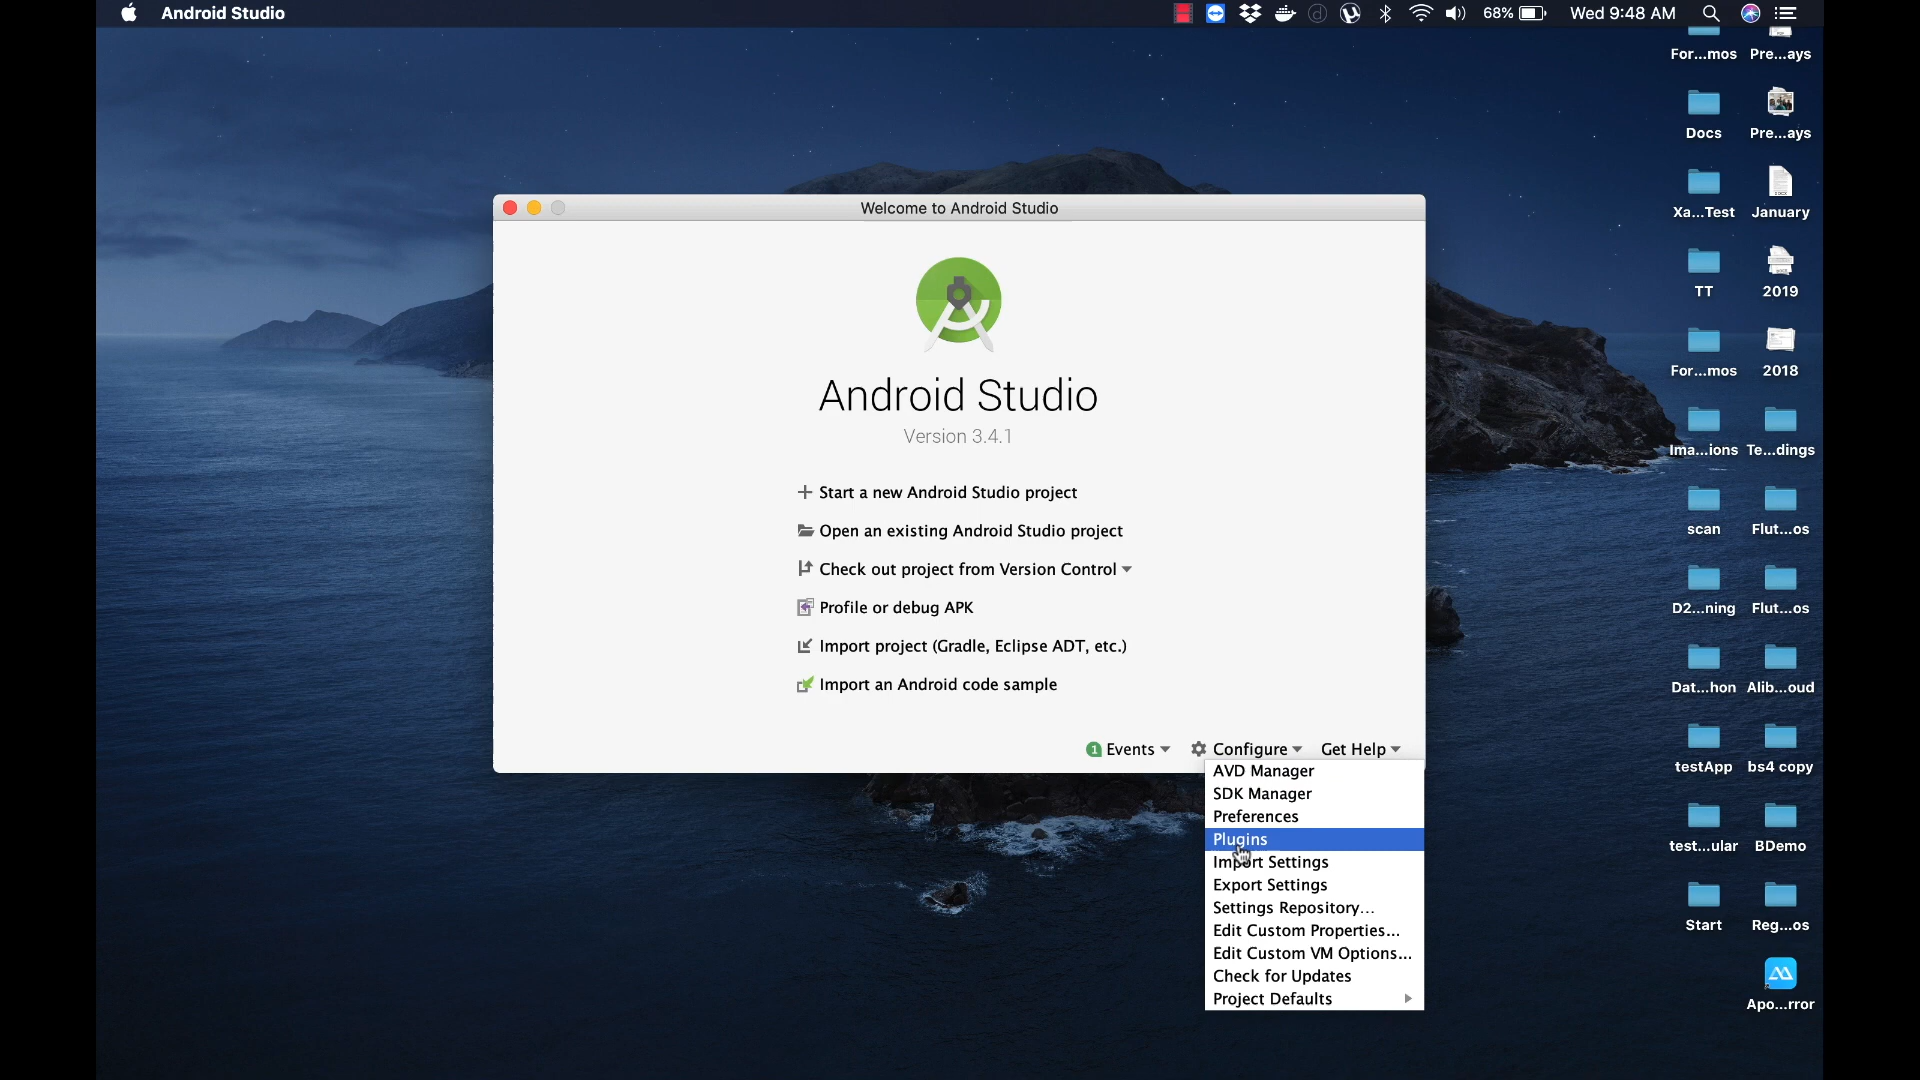 Android Studio
68%
Wed 9:48 AM
For...mos
Pre...ays
Docs
Pre...ays
Xa...Test
January
TT
2019
For...mos
2018
Ima...ions
Te...dings
scan
Flut...os
D2...ning
Flut...os
Dat...hon
Alib...oud
testApp
bs4 copy
test...ular
BDemo
Start
Reg...os
Apo...rror
Welcome to Android Studio
Android Studio
Version 3.4.1
Start a new Android Studio project
Open an existing Android Studio project
Check out project from Version Control
Profile or debug APK
Import project (Gradle, Eclipse ADT, etc.)
Import an Android code sample
1 Events
Configure
Get Help
AVD Manager
SDK Manager
Preferences
Plugins
Import Settings
Export Settings
Settings Repository...
Edit Custom Properties...
Edit Custom VM Options...
Check for Updates
Project Defaults